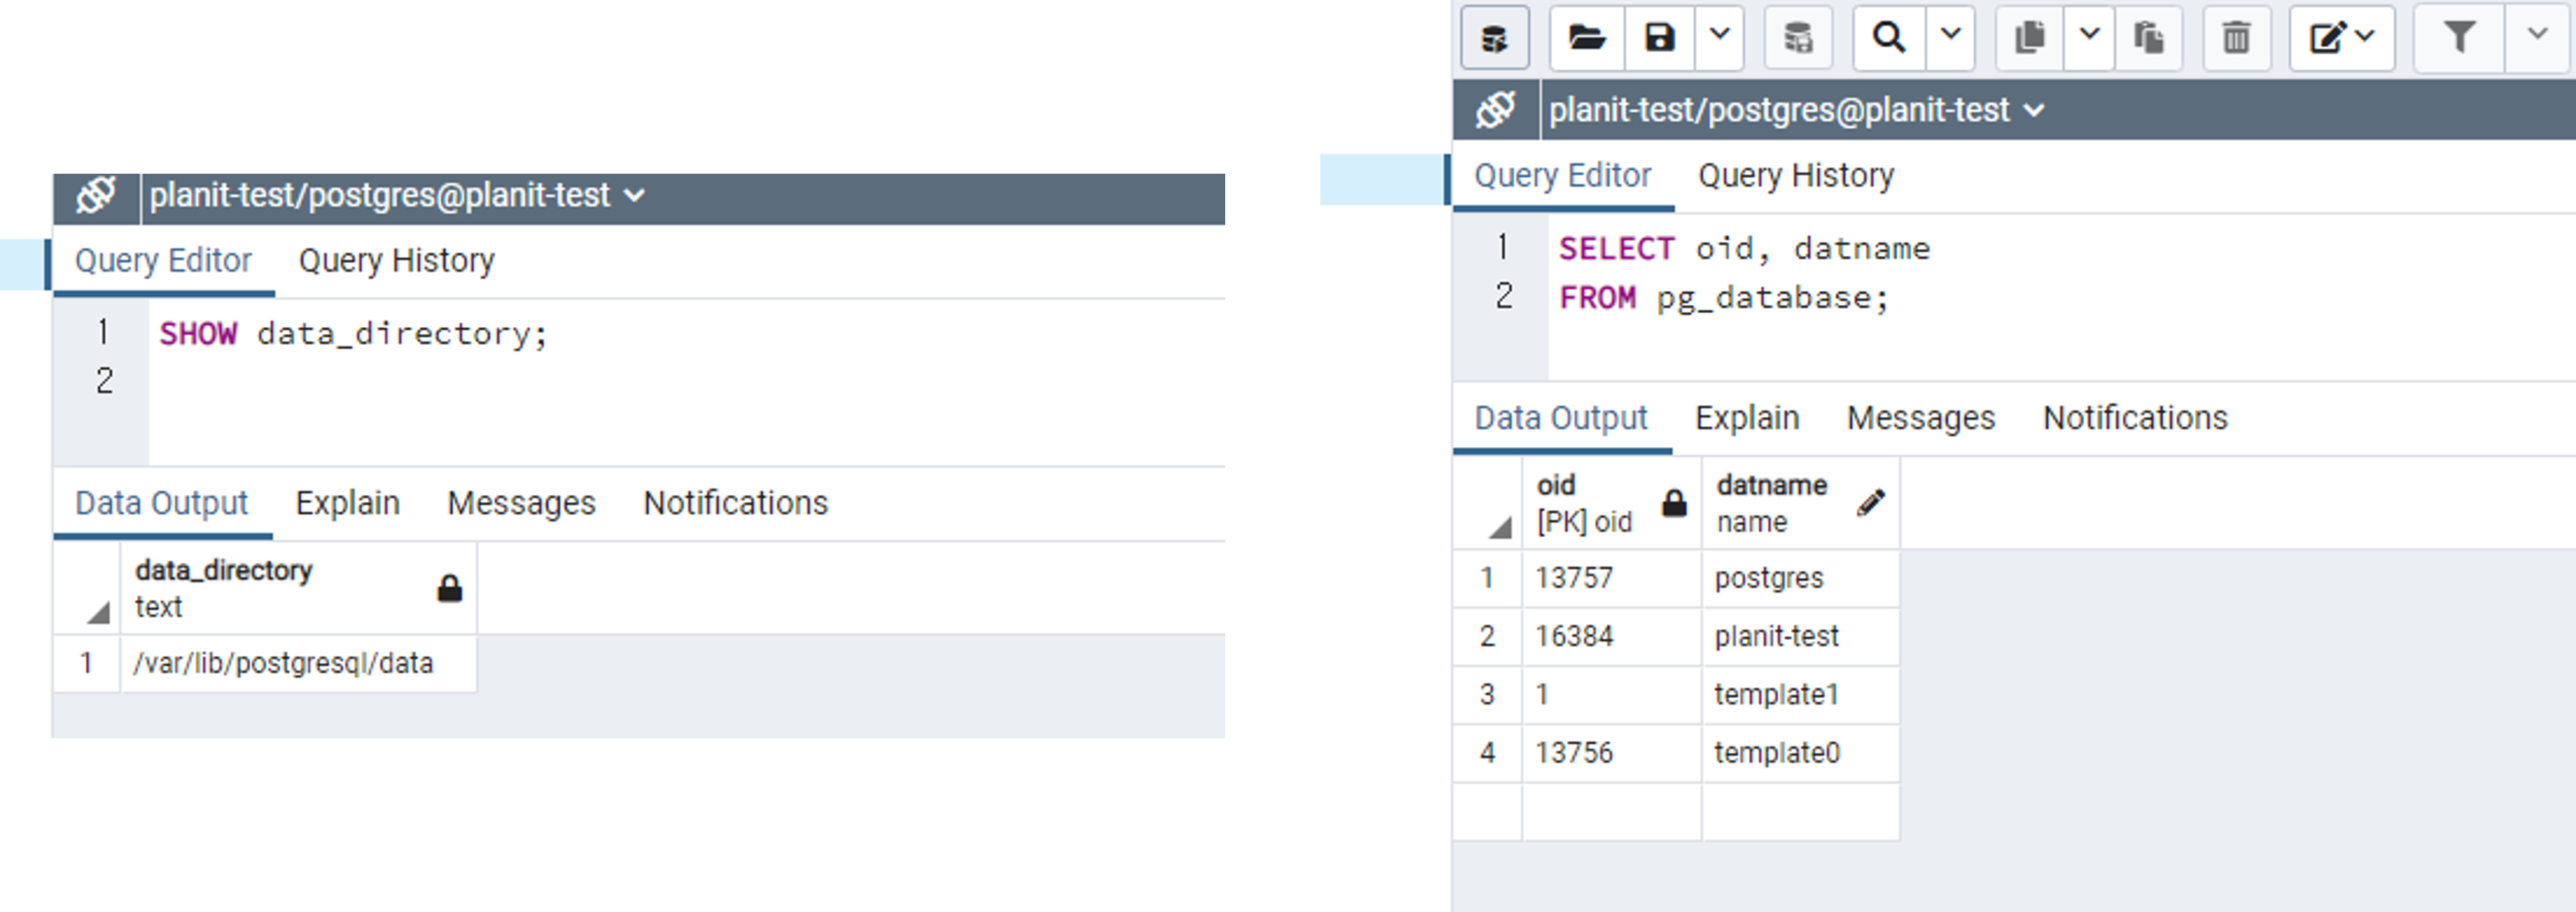 planit-test/postgres@planit-test
Query Editor Query History
1 SHOW data_directory;
2
Data Output Explain Messages Notifications
data_directory
text
1 /var/lib/postgresql/data
planit-test/postgres@planit-test
Query Editor Query History
1 SELECT oid, datname
2 FROM pg_database;
Data Output Explain Messages Notifications
oid datname
[PK] oid name
1 13757 postgres
2 16384 planit-test
3 1 template1
4 13756 template0